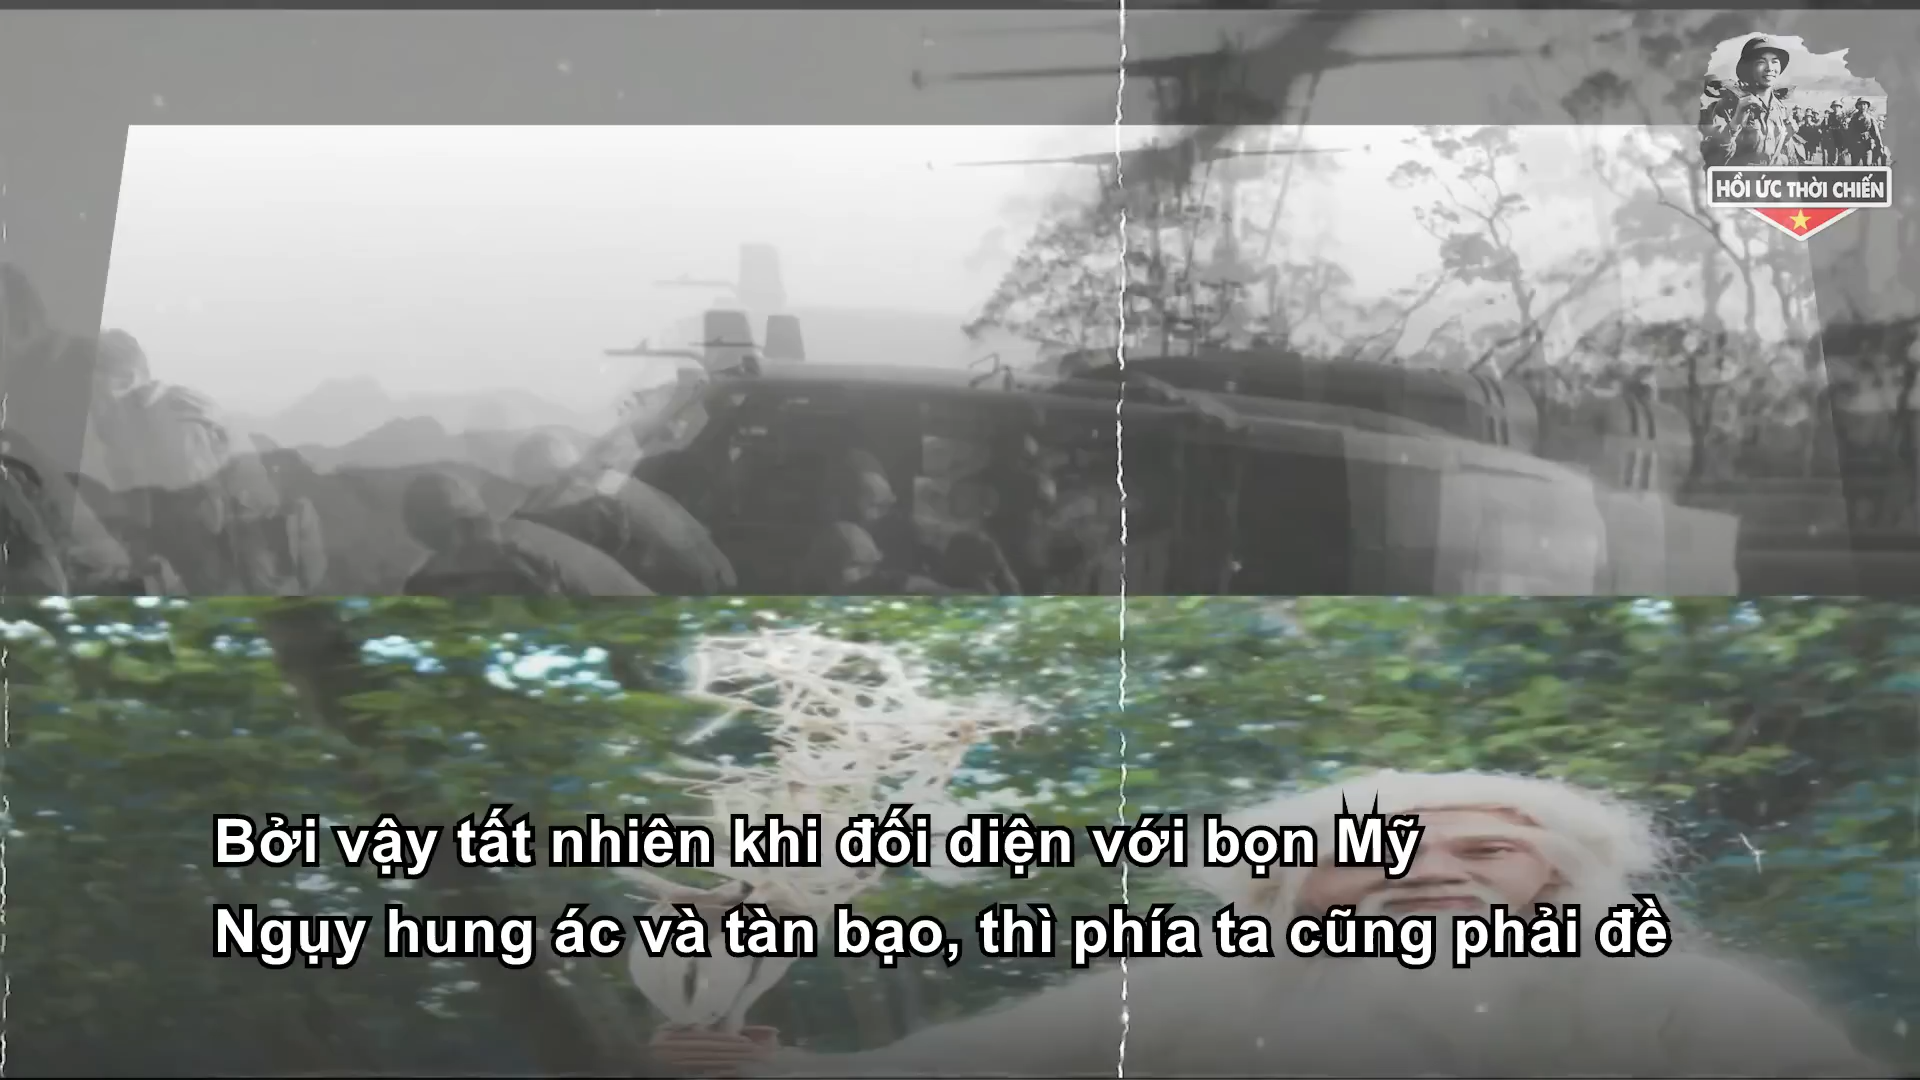 HỒI ỨC THỜI CHIẾN
Bởi vậy tất nhiên khi đối diện với bọn Mỹ
Ngụy hung ác và tàn bạo, thì phía ta cũng phải đề